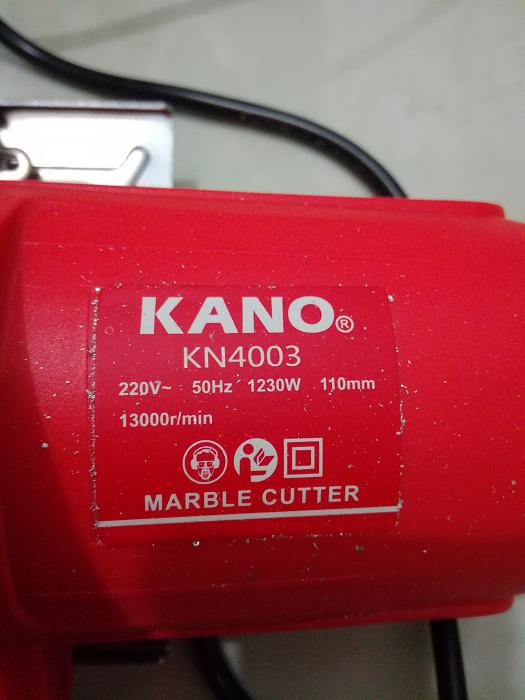 KANO®
KN4003
220V~ 50Hz 1230W 110mm
13000r/min
MARBLE CUTTER